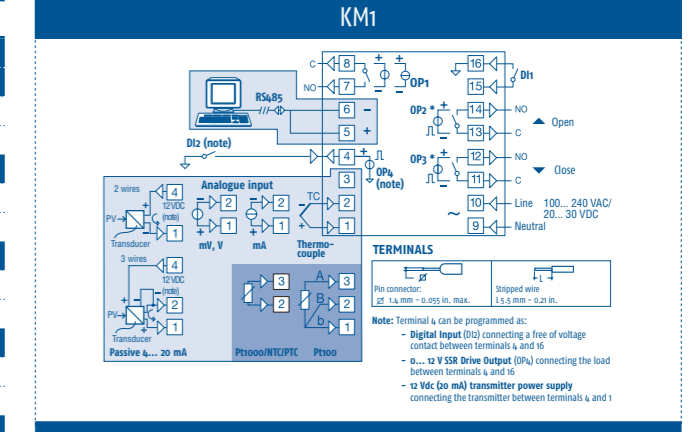 KM1
C 8 + +
NO 7 – – OP1
RS485
6 –
5 +
DI2 (note)
4 +
– OP4
(note)
16
15 DI1
OP2 * + 14 NO
– 13 C
Open
OP3 * + 12 NO
– 11 C
Close
~ 10 Line 100... 240 VAC/
20... 30 VDC
9 Neutral
3
2
1
TC
– +
Thermo-
couple
Analogue input
2 wires
4
+ 12 VDC
(note)
PV –
1
Transducer
3 wires
4
12 VDC
(note)
+ – –
2
PV +
1
Transducer
Passive 4... 20 mA
– 2
+ 1
mV, V
– 2
+ 1
mA
3
2
Pt1000/NTC/PTC
A 3
B 2
b 1
Pt100
TERMINALS
Pin connector:
Ø 1.4 mm - 0.055 in. max.
L
Stripped wire
L 5.5 mm - 0.21 in.
Note: Terminal 4 can be programmed as:
- Digital Input (DI2) connecting a free of voltage
contact between terminals 4 and 16
- 0... 12 V SSR Drive Output (OP4) connecting the load
between terminals 4 and 16
- 12 Vdc (20 mA) transmitter power supply
connecting the transmitter between terminals 4 and 1